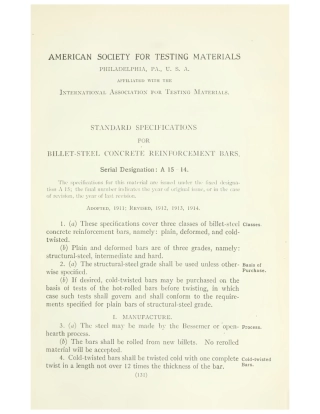 AMERICAN SOCIETY FOR TESTING MATERIALS
PHILADELPHIA, PA., U. S. A.
AFFILIATED WITH THE
INTERNATIONAL ASSOCIATION FOR TESTING MATERIALS.
STANDARD SPECIFICATIONS
FOR
BILLET-STEEL CONCRETE REINFORCEMENT BARS.
Serial Designation: A 15-14.
The specifications for this material are issued under the fixed designa-
tion A 15; the final number indicates the year of original issue, or in the case
of revision, the year of last revision.
ADOPTED, 1911; REVISED, 1912, 1913, 1914.
1. (a) These specifications cover three classes of billet-steel Classes.
concrete reinforcement bars, namely: plain, deformed, and cold-
twisted.
(b) Plain and deformed bars are of three grades, namely:
structural-steel, intermediate and hard.
2. (a) The structural-steel grade shall be used unless other- Basis of
wise specified. Purchase.
(b) If desired, cold-twisted bars may be purchased on the
basis of tests of the hot-rolled bars before twisting, in which
case such tests shall govern and shall conform to the require-
ments specified for plain bars of structural-steel grade.
I. MANUFACTURE.
3. (a) The steel may be made by the Bessemer or open- Process.
hearth process.
(b) The bars shall be rolled from new billets. No rerolled
material will be accepted.
4. Cold-twisted bars shall be twisted cold with one complete Cold-twisted
twist in a length not over 12 times the thickness of the bar. Bars.
(131)